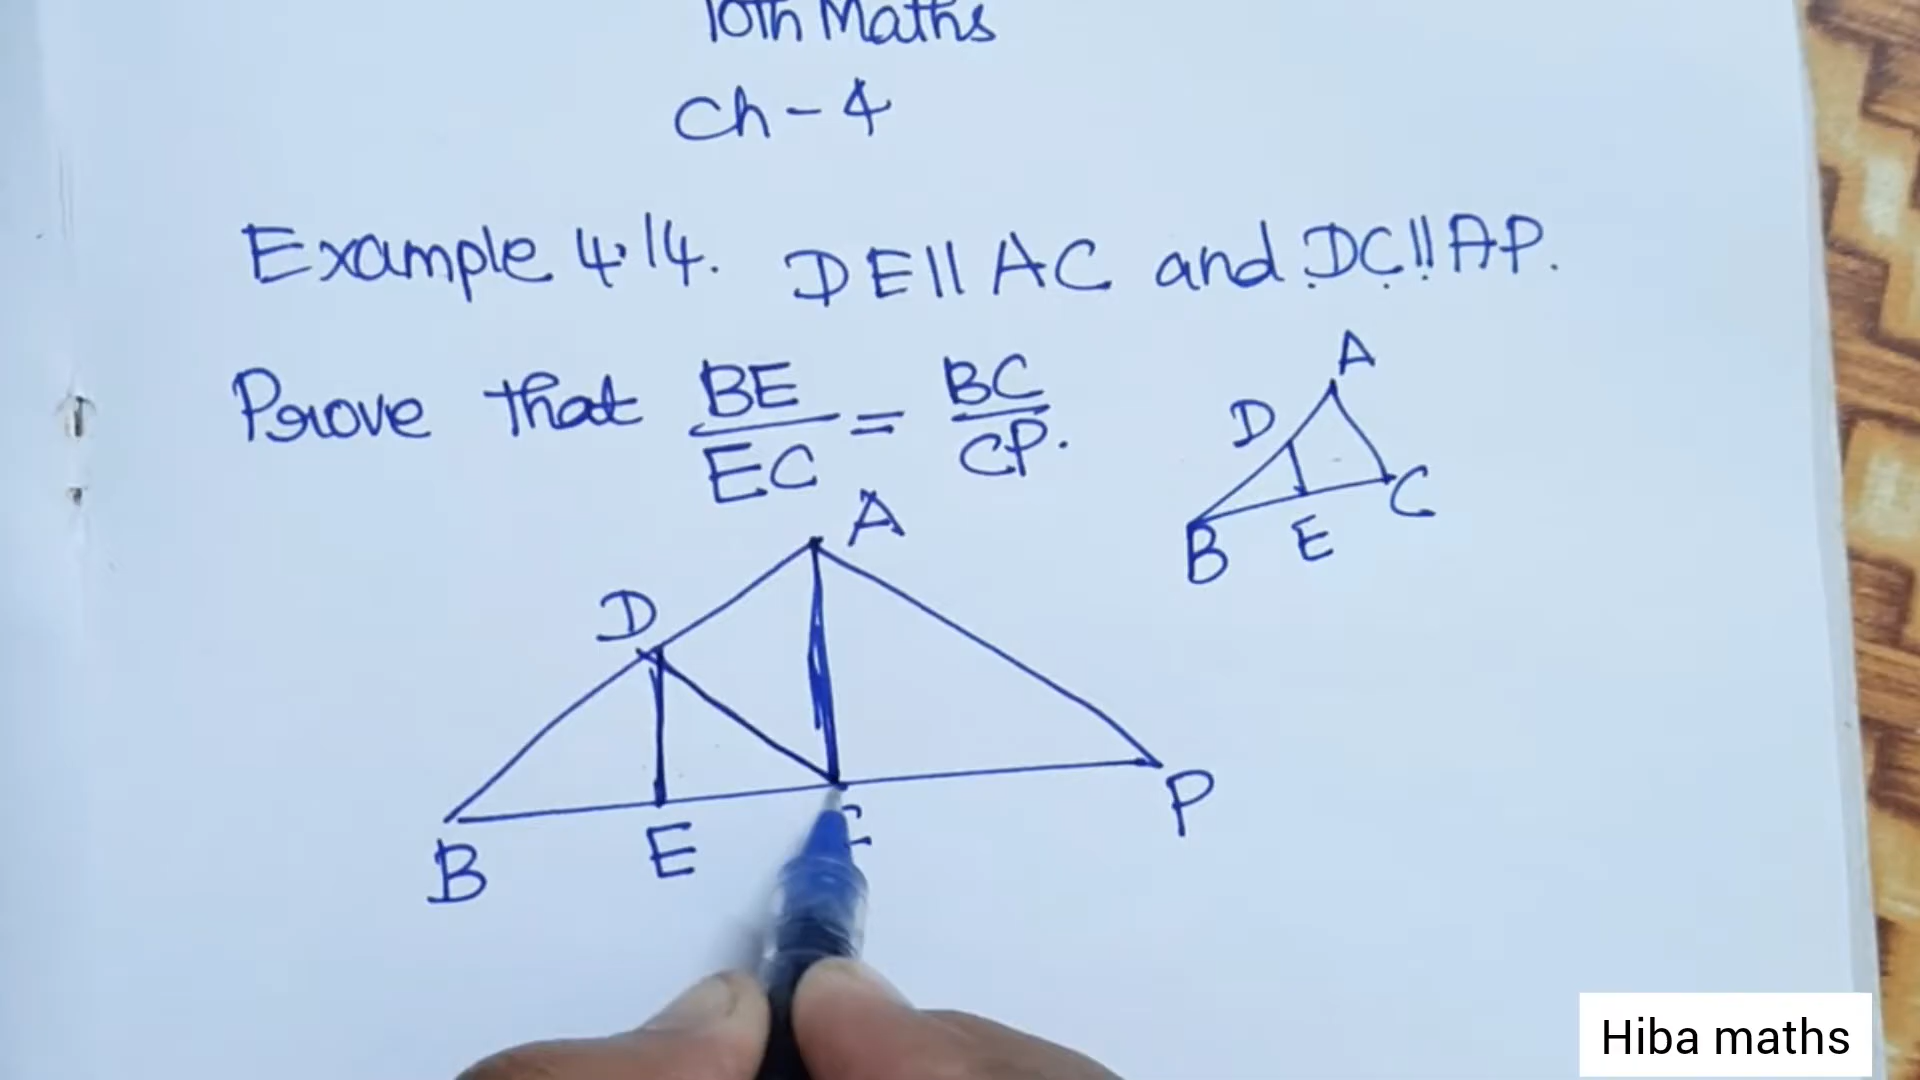 10th Maths
Ch - 4
Example 4.14. DE || AC and DC || AP.
Prove that BE/EC = BC/CP.
A
D
B E C
A
D
B E P
Hiba maths